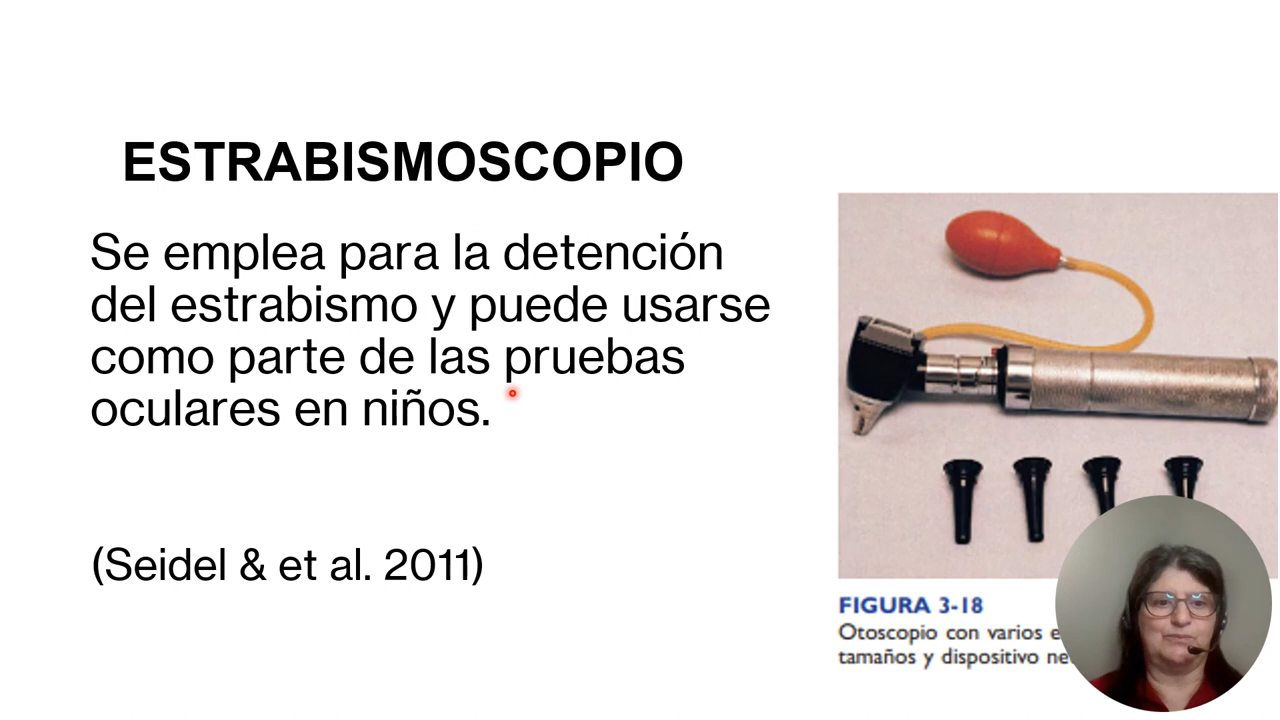 ESTRABISMOSCOPIO
Se emplea para la detención
del estrabismo y puede usarse
como parte de las pruebas
oculares en niños.
(Seidel & et al. 2011)
FIGURA 3-18
Otoscopio con varios
tamaños y dispositivo